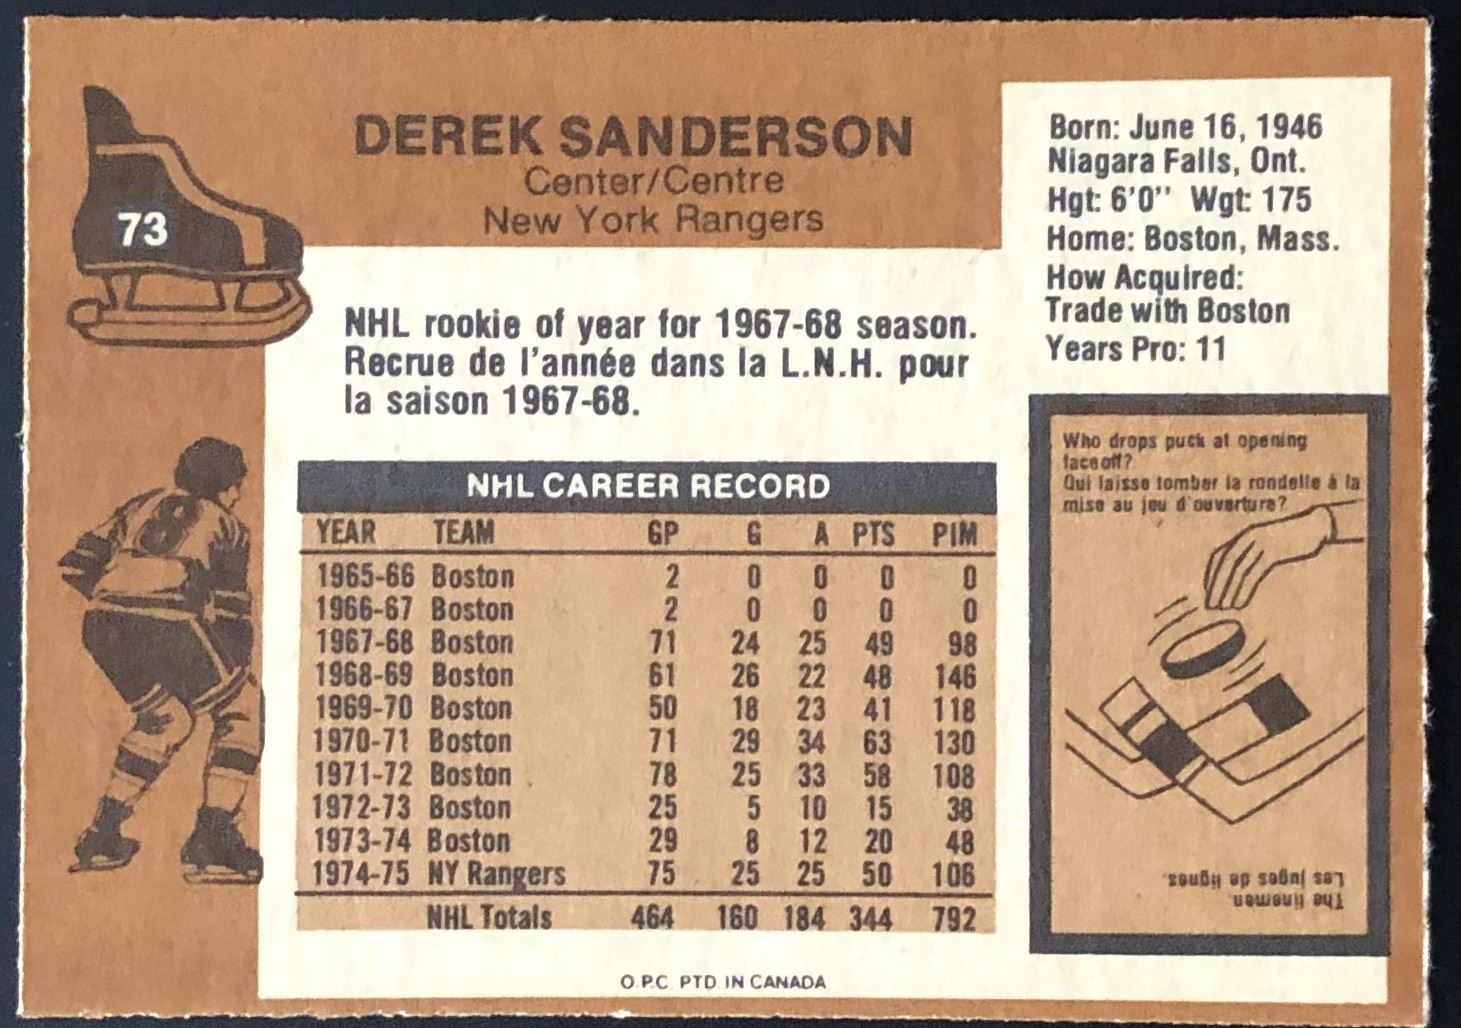 73
DEREK SANDERSON
Center/Centre
New York Rangers
Born: June 16, 1946
Niagara Falls, Ont.
Hgt: 6'0" Wgt: 175
Home: Boston, Mass.
How Acquired:
Trade with Boston
Years Pro: 11
NHL rookie of year for 1967-68 season.
Recrue de l'année dans la L.N.H. pour
la saison 1967-68.
8
NHL CAREER RECORD
YEAR TEAM GP G A PTS PIM
1965-66 Boston 2 0 0 0 0
1966-67 Boston 2 0 0 0 0
1967-68 Boston 71 24 25 49 98
1968-69 Boston 61 26 22 48 146
1969-70 Boston 50 18 23 41 118
1970-71 Boston 71 29 34 63 130
1971-72 Boston 78 25 33 58 108
1972-73 Boston 25 5 10 15 38
1973-74 Boston 29 8 12 20 48
1974-75 NY Rangers 75 25 25 50 106
NHL Totals 464 160 184 344 792
Who drops puck at opening
faceoff?
Qui laisse tomber la rondelle à la
mise au jeu d'ouverture?
The linemen
Les juges de lignes.
O.P.C. PTD. IN CANADA